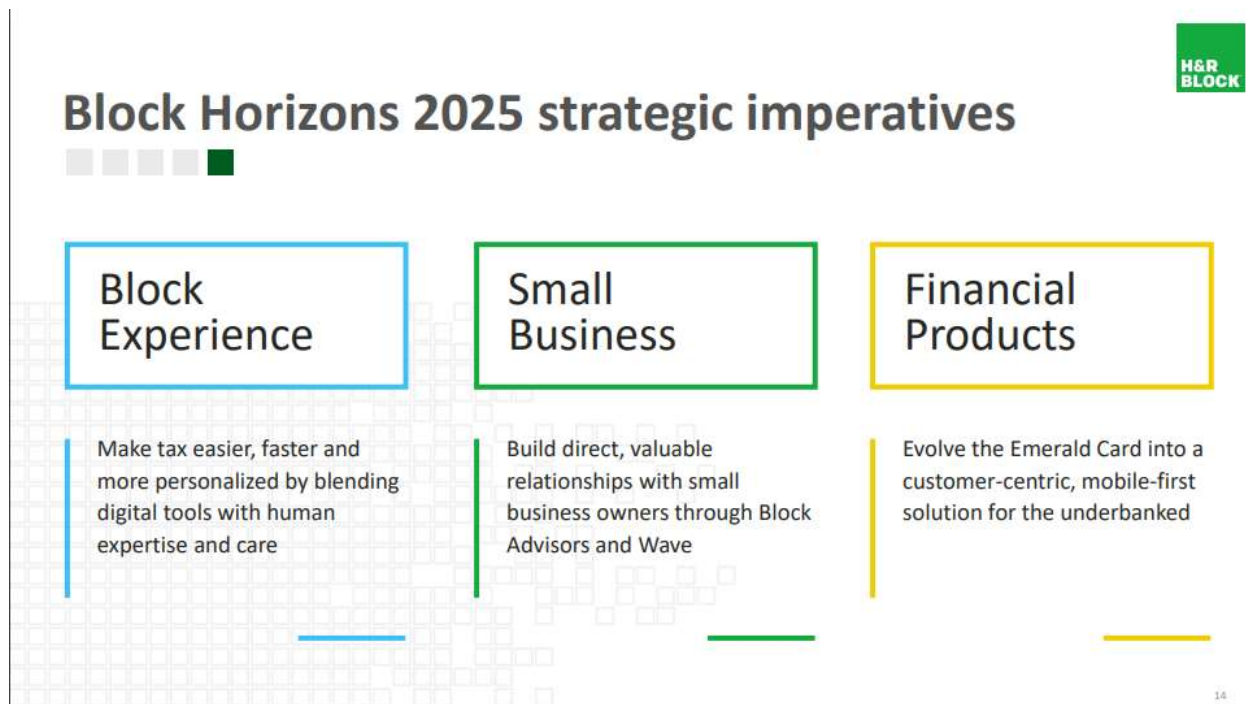 H&R
BLOCK
Block Horizons 2025 strategic imperatives
Block
Experience
Make tax easier, faster and
more personalized by blending
digital tools with human
expertise and care
Small
Business
Build direct, valuable
relationships with small
business owners through Block
Advisors and Wave
Financial
Products
Evolve the Emerald Card into a
customer-centric, mobile-first
solution for the underbanked
14